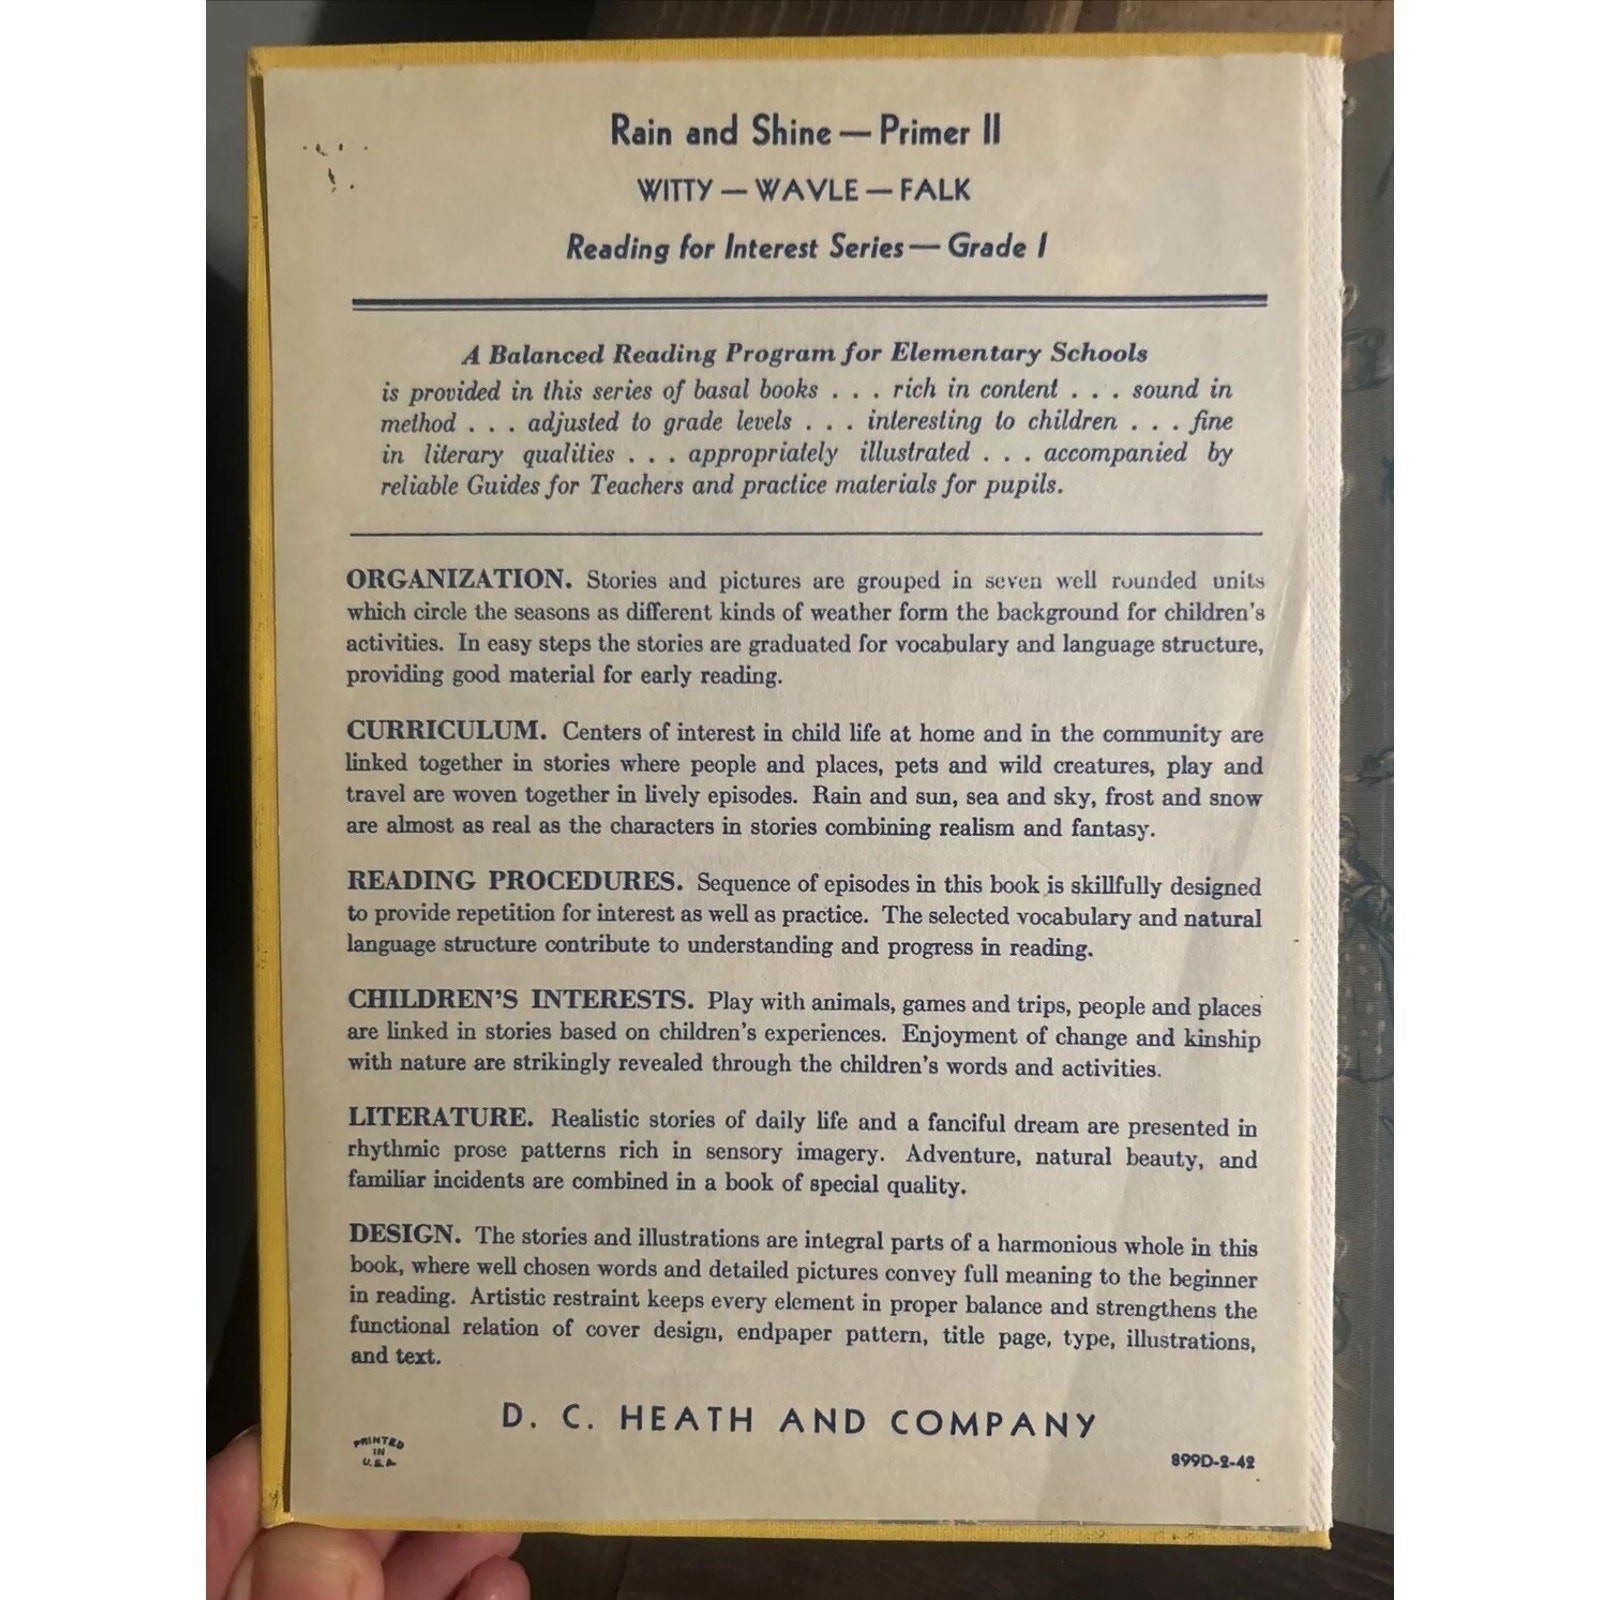 Rain and Shine — Primer II
WITTY — WAVLE — FALK
Reading for Interest Series — Grade I
A Balanced Reading Program for Elementary Schools
is provided in this series of basal books . . . rich in content . . . sound in
method . . . adjusted to grade levels . . . interesting to children . . . fine
in literary qualities . . . appropriately illustrated . . . accompanied by
reliable Guides for Teachers and practice materials for pupils.
ORGANIZATION. Stories and pictures are grouped in seven well rounded units
which circle the seasons as different kinds of weather form the background for children's
activities. In easy steps the stories are graduated for vocabulary and language structure,
providing good material for early reading.
CURRICULUM. Centers of interest in child life at home and in the community are
linked together in stories where people and places, pets and wild creatures, play and
travel are woven together in lively episodes. Rain and sun, sea and sky, frost and snow
are almost as real as the characters in stories combining realism and fantasy.
READING PROCEDURES. Sequence of episodes in this book is skillfully designed
to provide repetition for interest as well as practice. The selected vocabulary and natural
language structure contribute to understanding and progress in reading.
CHILDREN'S INTERESTS. Play with animals, games and trips, people and places
are linked in stories based on children's experiences. Enjoyment of change and kinship
with nature are strikingly revealed through the children's words and activities.
LITERATURE. Realistic stories of daily life and a fanciful dream are presented in
rhythmic prose patterns rich in sensory imagery. Adventure, natural beauty, and
familiar incidents are combined in a book of special quality.
DESIGN. The stories and illustrations are integral parts of a harmonious whole in this
book, where well chosen words and detailed pictures convey full meaning to the beginner
in reading. Artistic restraint keeps every element in proper balance and strengthens the
functional relation of cover design, endpaper pattern, title page, type, illustrations,
and text.
D. C. HEATH AND COMPANY
PRINTED
IN
U.S.A.
899D-2-42